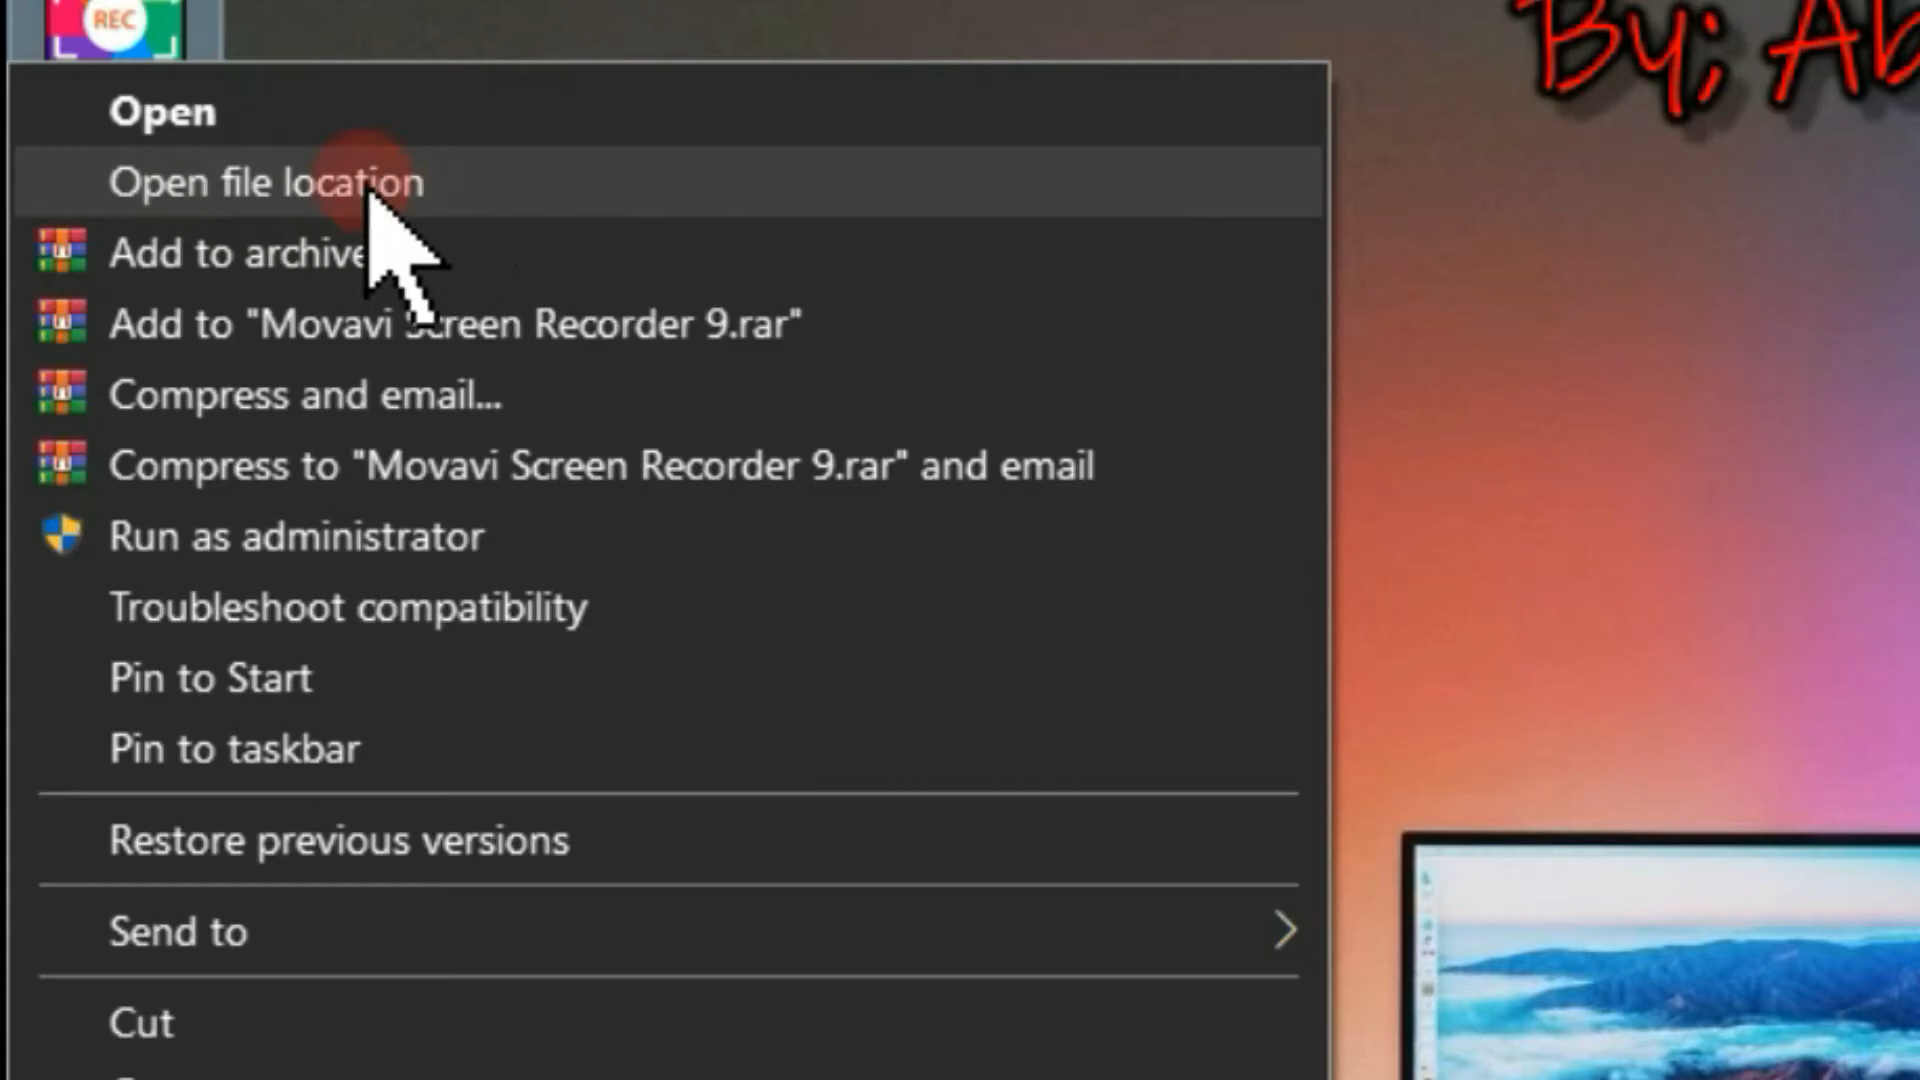 REC
By; Ab
Open
Open file location
Add to archive
Add to "Movavi Screen Recorder 9.rar"
Compress and email...
Compress to "Movavi Screen Recorder 9.rar" and email
Run as administrator
Troubleshoot compatibility
Pin to Start
Pin to taskbar
Restore previous versions
Send to
Cut